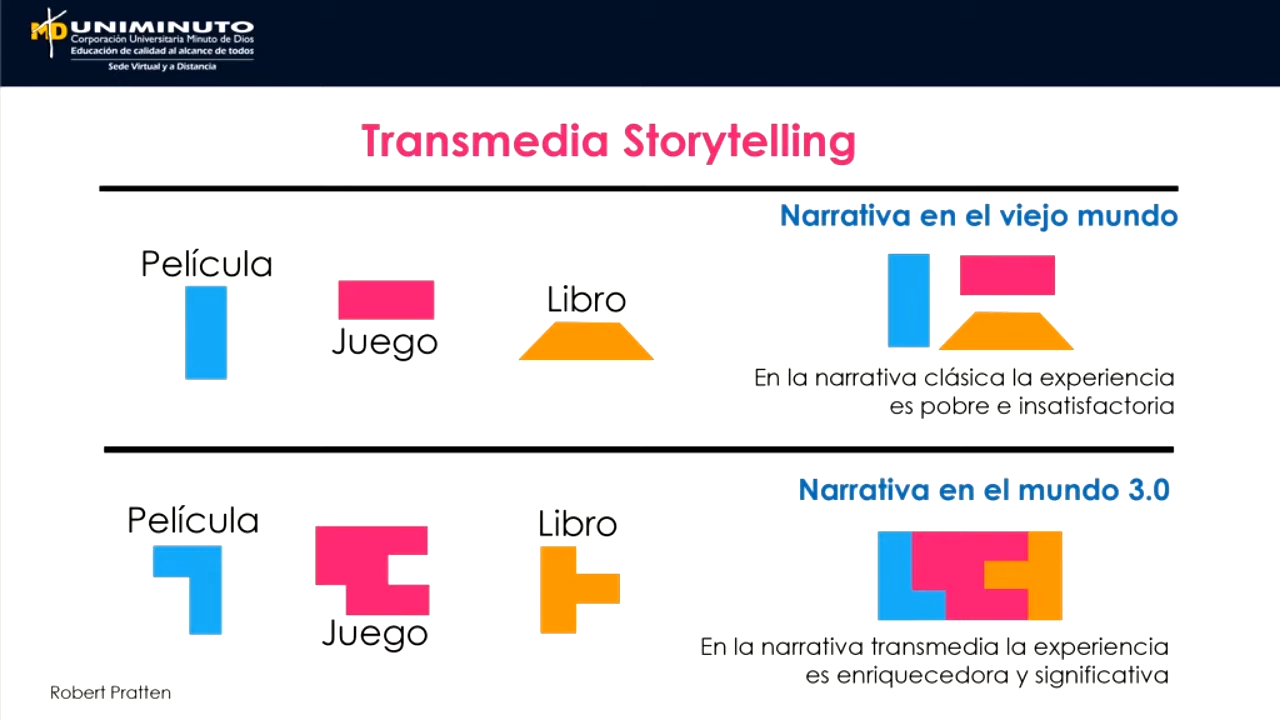 UNIMINUTO
Corporación Universitaria Minuto de Dios
Educación de calidad al alcance de todos
Sede Virtual y a Distancia
Transmedia Storytelling
Narrativa en el viejo mundo
Película
Juego
Libro
En la narrativa clásica la experiencia
es pobre e insatisfactoria
Narrativa en el mundo 3.0
Película
Juego
Libro
En la narrativa transmedia la experiencia
es enriquecedora y significativa
Robert Pratten